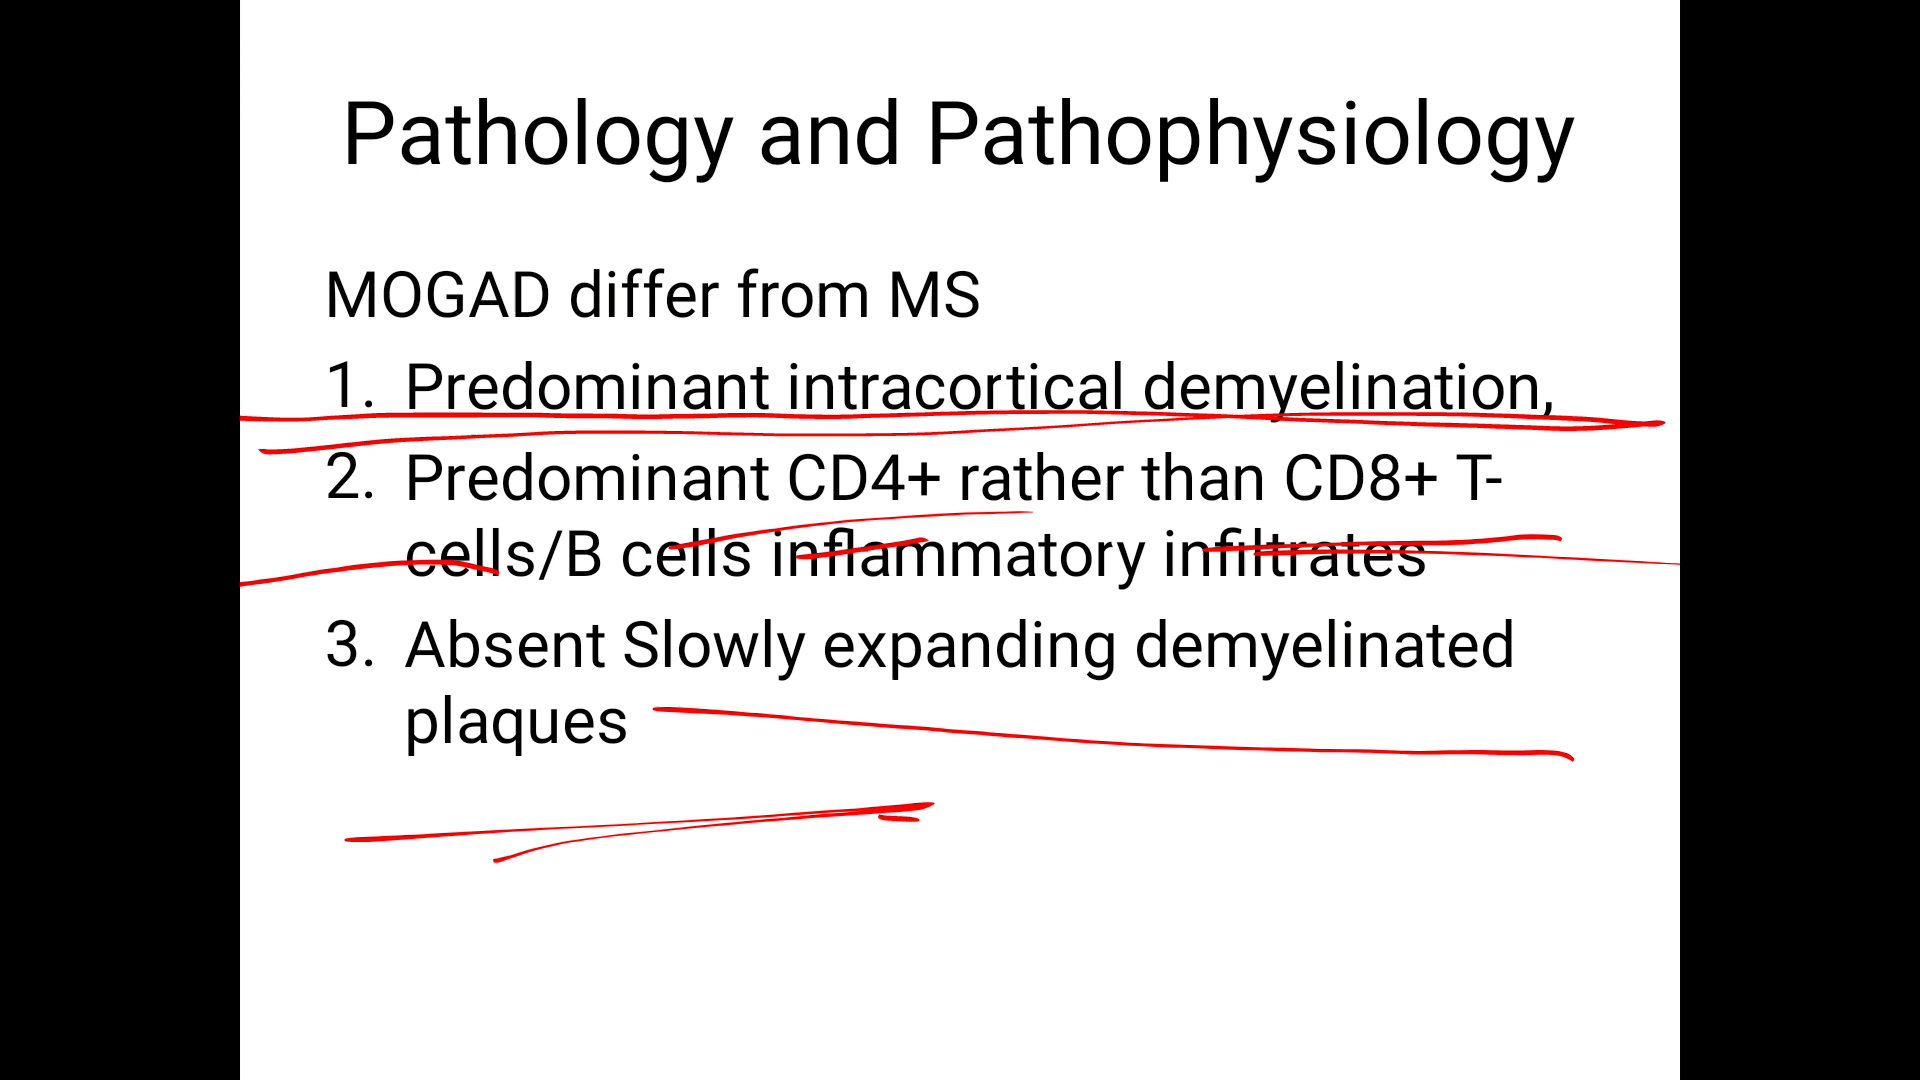 Pathology and Pathophysiology
MOGAD differ from MS
1. Predominant intracortical demyelination,
2. Predominant CD4+ rather than CD8+ T-
cells/B cells inflammatory infiltrates
3. Absent Slowly expanding demyelinated
plaques